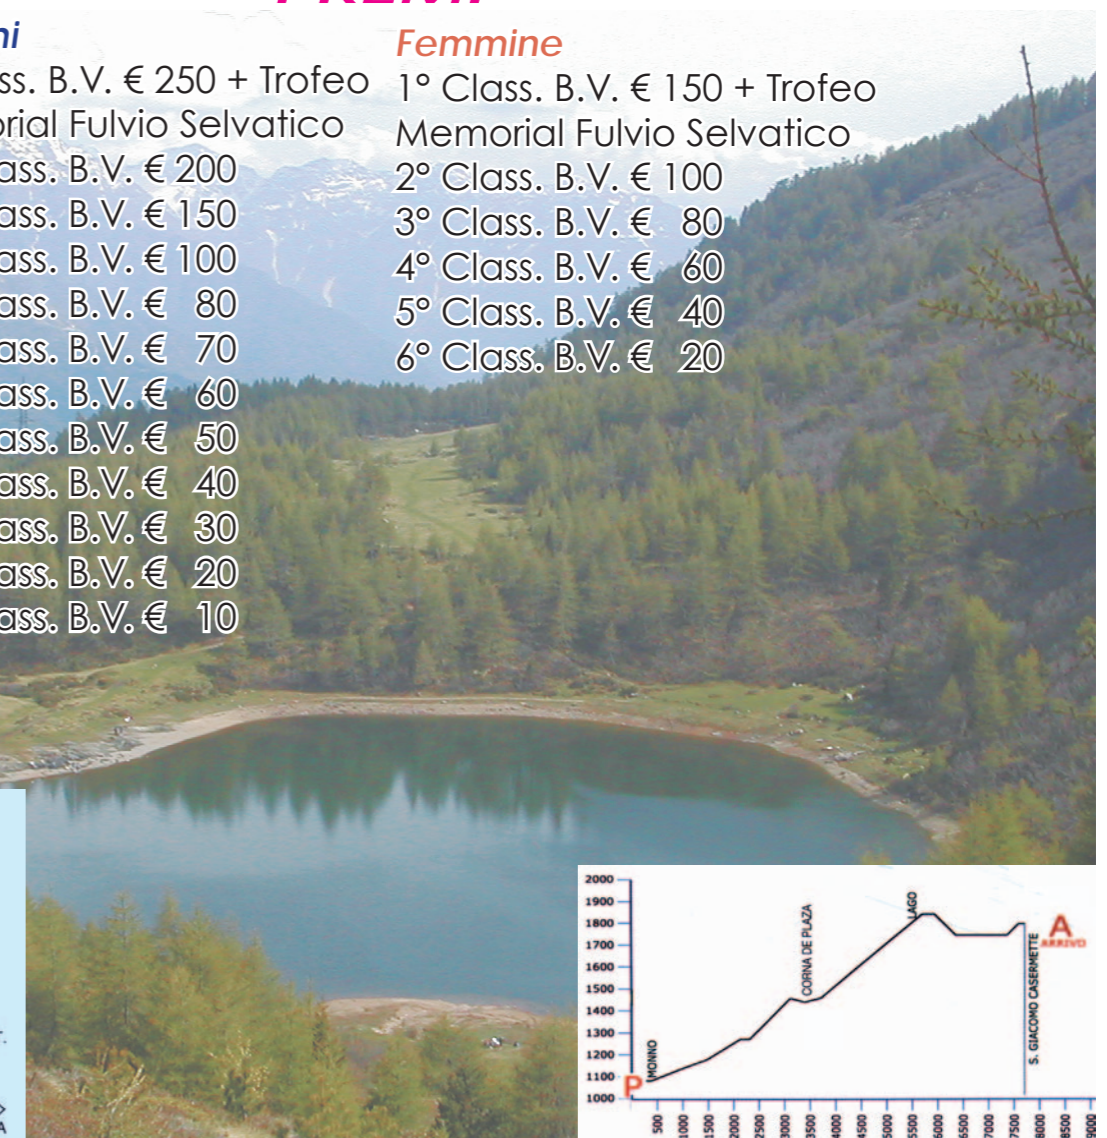 PREMI
ni
ss. B.V. € 250 + Trofeo
orial Fulvio Selvatico
ass. B.V. € 200
ass. B.V. € 150
ass. B.V. € 100
ass. B.V. € 80
ass. B.V. € 70
ass. B.V. € 60
ass. B.V. € 50
ass. B.V. € 40
ass. B.V. € 30
ass. B.V. € 20
ass. B.V. € 10
Femmine
1° Class. B.V. € 150 + Trofeo
Memorial Fulvio Selvatico
2° Class. B.V. € 100
3° Class. B.V. € 80
4° Class. B.V. € 60
5° Class. B.V. € 40
6° Class. B.V. € 20
T.
A
2000
1900
1800
1700
1600
1500
1400
1300
1200
1100
1000
P
MONNO
CORNA DE PLAZA
LAGO
S. GIACOMO CASERMETTE
A
ARRIVO
500
1000
1500
2000
2500
3000
3500
4000
4500
5000
5500
6000
6500
7000
7500
8000
8500
9000